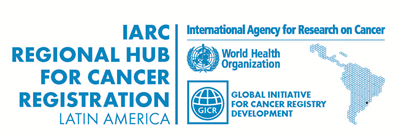 IARC
REGIONAL HUB
FOR CANCER
REGISTRATION
LATIN AMERICA
International Agency for Research on Cancer
World Health
Organization
GICR
GLOBAL INITIATIVE
FOR CANCER REGISTRY
DEVELOPMENT